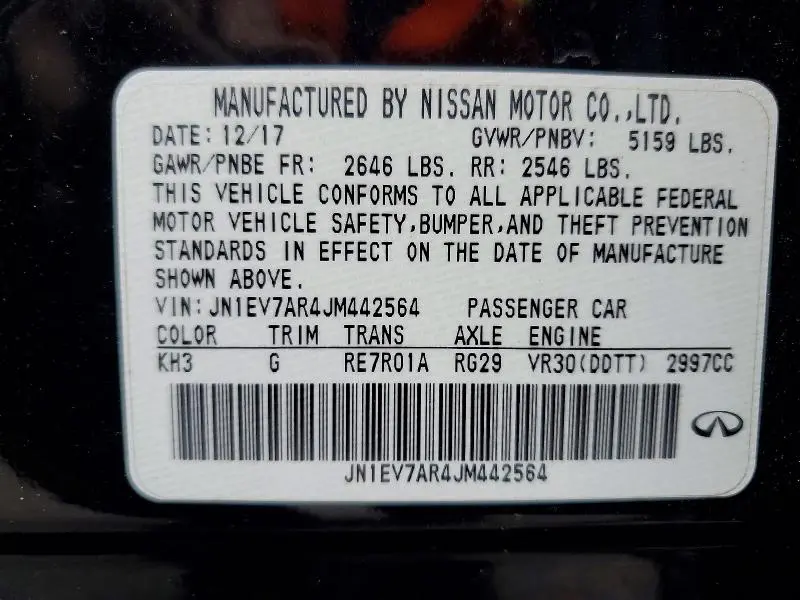 MANUFACTURED BY NISSAN MOTOR CO.,LTD.
DATE: 12/17 GVWR/PNBV: 5159 LBS.
GAWR/PNBE FR: 2646 LBS. RR: 2546 LBS.
THIS VEHICLE CONFORMS TO ALL APPLICABLE FEDERAL
MOTOR VEHICLE SAFETY,BUMPER,AND THEFT PREVENTION
STANDARDS IN EFFECT ON THE DATE OF MANUFACTURE
SHOWN ABOVE.
VIN:JN1EV7AR4JM442564 PASSENGER CAR
COLOR TRIM TRANS AXLE ENGINE
KH3 G RE7R01A RG29 VR30(DDTT) 2997CC
JN1EV7AR4JM442564